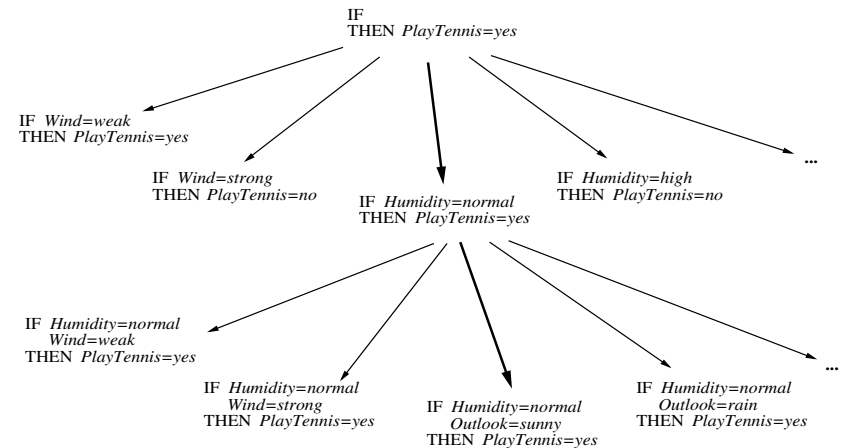 IF
THEN PlayTennis=yes
IF Wind=weak
THEN PlayTennis=yes
IF Wind=strong
THEN PlayTennis=no
IF Humidity=normal
THEN PlayTennis=yes
IF Humidity=high
THEN PlayTennis=no
...
IF Humidity=normal
Wind=weak
THEN PlayTennis=yes
IF Humidity=normal
Wind=strong
THEN PlayTennis=yes
IF Humidity=normal
Outlook=sunny
THEN PlayTennis=yes
IF Humidity=normal
Outlook=rain
THEN PlayTennis=yes
...